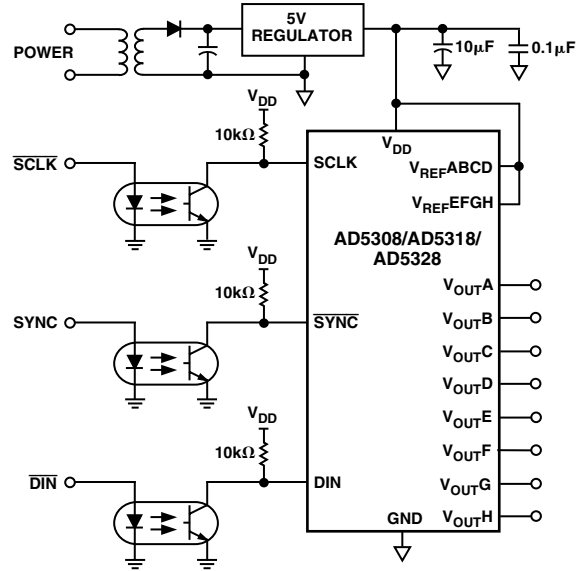 5V
REGULATOR
POWER
10µF
0.1µF
VDD
10kΩ
SCLK
SCLK
VDD
VREFABCD
VREFEFGH
AD5308/AD5318/
AD5328
VDD
10kΩ
SYNC
SYNC
VOUTA
VOUTB
VOUTC
VOUTD
VOUTE
VDD
10kΩ
VOUTF
DIN
DIN
VOUTG
GND
VOUTH